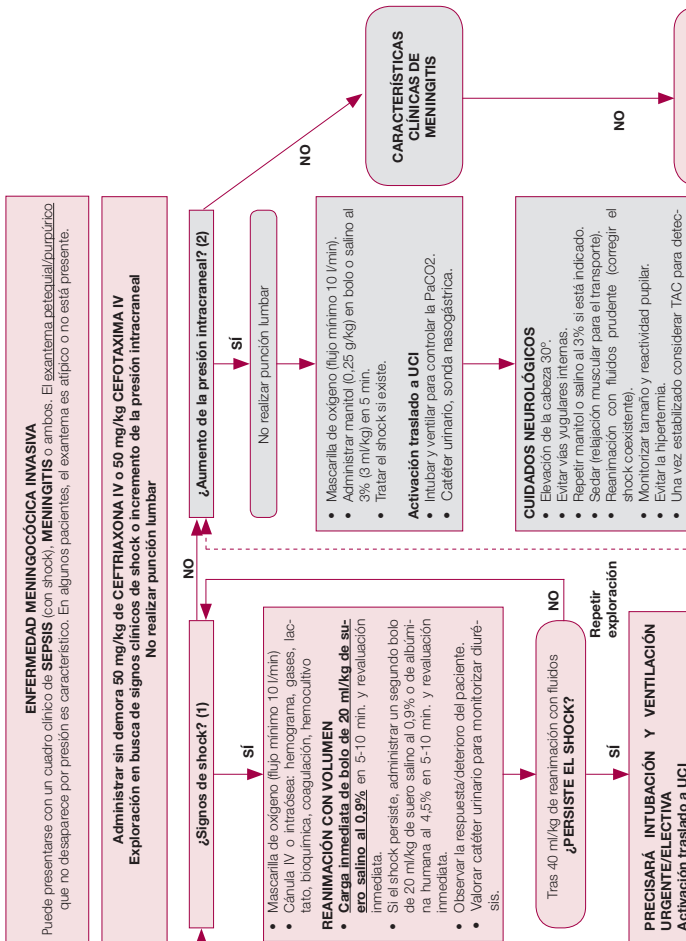 ENFERMEDAD MENINGOCÓCICA INVASIVA
Puede presentarse con un cuadro clínico de SEPSIS (con shock), MENINGITIS o ambos. El exantema petequial/purpúrico
que no desaparece por presión es característico. En algunos pacientes, el exantema es atípico o no está presente.
Administrar sin demora 50 mg/kg de CEFTRIAXONA IV o 50 mg/kg CEFOTAXIMA IV
Exploración en busca de signos clínicos de shock o incremento de la presión intracraneal
No realizar punción lumbar
¿Signos de shock? (1)
NO
¿Aumento de la presión intracraneal? (2)
NO
SÍ
SÍ
• Mascarilla de oxígeno (flujo mínimo 10 l/min)
• Cánula IV o intraósea: hemograma, gases, lac-
tato, bioquímica, coagulación, hemocultivo
REANIMACIÓN CON VOLUMEN
• Carga inmediata de bolo de 20 ml/kg de su-
ero salino al 0,9% en 5-10 min. y revaluación
inmediata.
• Si el shock persiste, administrar un segundo bolo
de 20 ml/kg de suero salino al 0,9% o de albúmi-
na humana al 4,5% en 5-10 min. y revaluación
inmediata.
• Observar la respuesta/deterioro del paciente.
• Valorar catéter urinario para monitorizar diuré-
sis.
No realizar punción lumbar
• Mascarilla de oxígeno (flujo mínimo 10 l/min).
• Administrar manitol (0,25 g/kg) en bolo o salino al
3% (3 ml/kg) en 5 min.
• Tratar el shock si existe.
Activación traslado a UCI
• Intubar y ventilar para controlar la PaCO2.
• Catéter urinario, sonda nasogástrica.
CARACTERÍSTICAS
CLÍNICAS DE
MENINGITIS
NO
Tras 40 ml/kg de reanimación con fluidos
¿PERSISTE EL SHOCK?
NO
Repetir
exploración
SÍ
CUIDADOS NEUROLÓGICOS
• Elevación de la cabeza 30º.
• Evitar vías yugulares internas.
• Repetir manitol o salino al 3% si está indicado.
• Sedar (relajación muscular para el transporte).
• Reanimación con fluidos prudente (corregir el
shock coexistente).
• Monitorizar tamaño y reactividad pupilar.
• Evitar la hipertermia.
• Una vez estabilizado considerar TAC para detec-
PRECISARÁ INTUBACIÓN Y VENTILACIÓN
URGENTE/ELECTIVA
Activación traslado a UCI